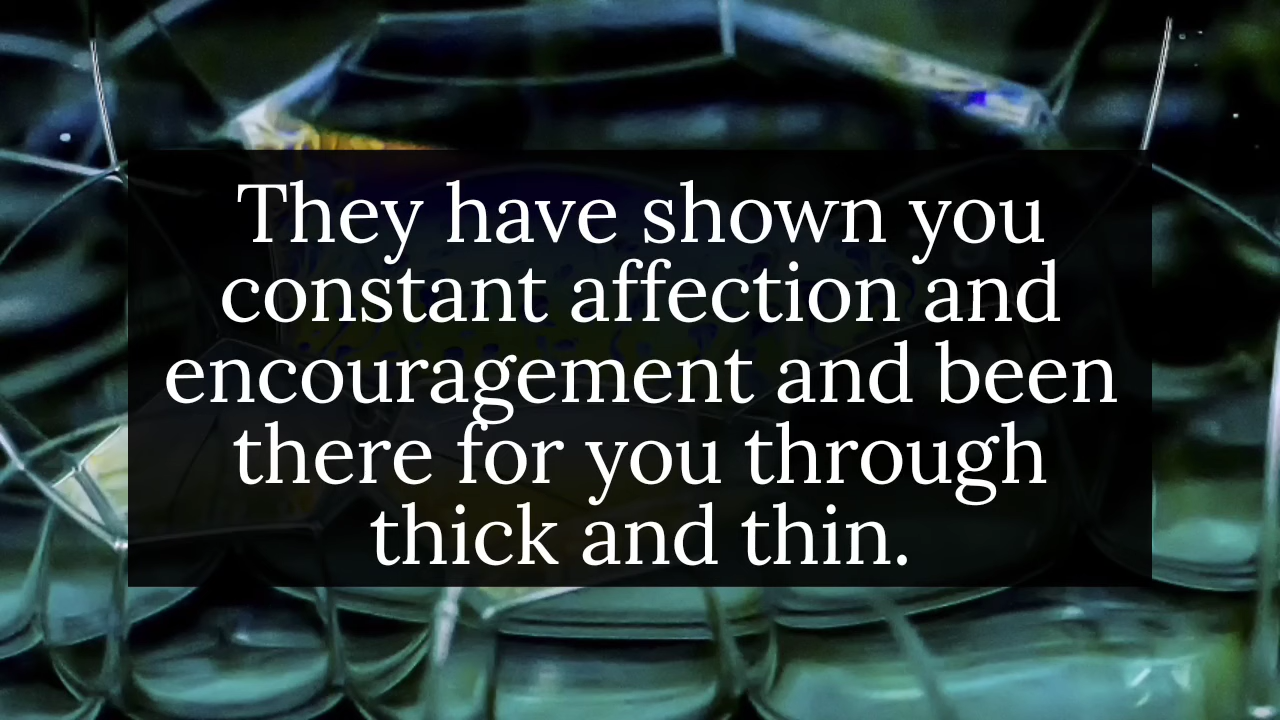 They have shown you
constant affection and
encouragement and been
there for you through
thick and thin.